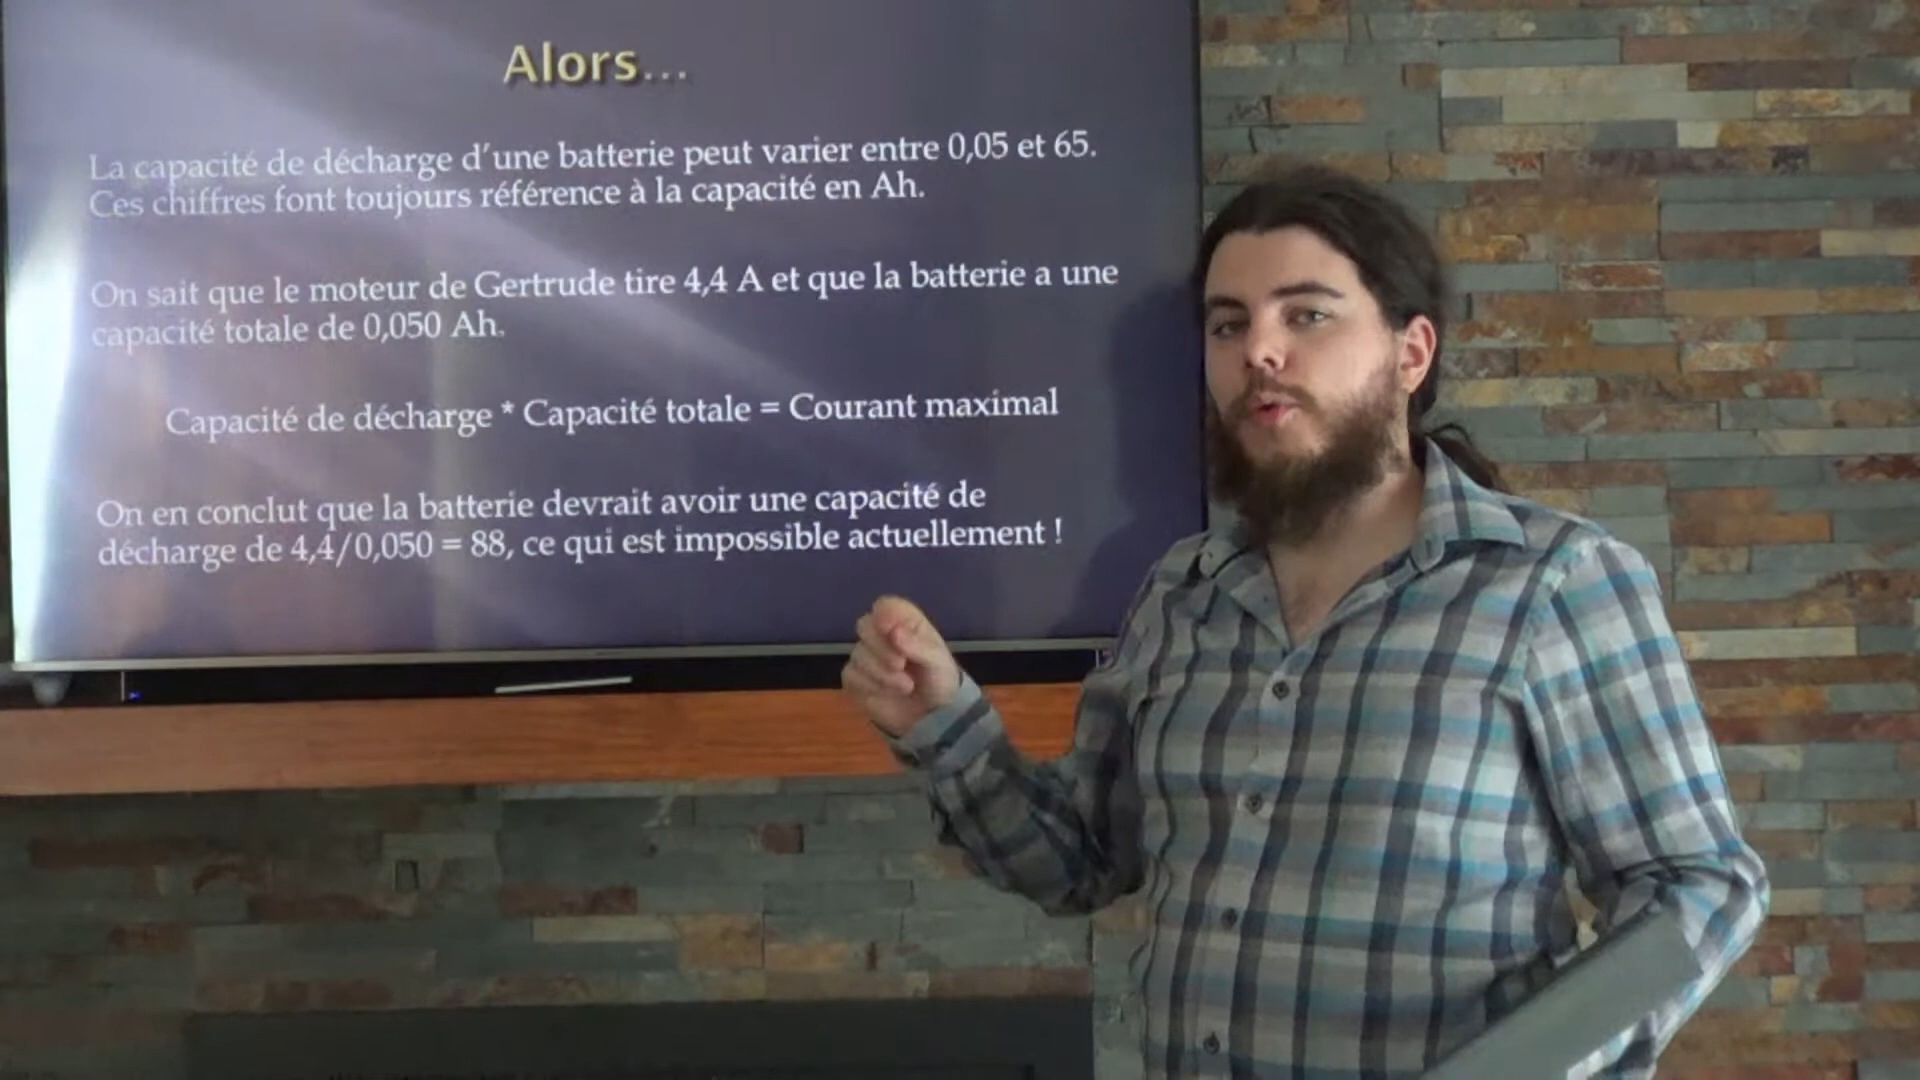 Alors...
La capacité de décharge d'une batterie peut varier entre 0,05 et 65.
Ces chiffres font toujours référence à la capacité en Ah.
On sait que le moteur de Gertrude tire 4,4 A et que la batterie a une
capacité totale de 0,050 Ah.
Capacité de décharge * Capacité totale = Courant maximal
On en conclut que la batterie devrait avoir une capacité de
décharge de 4,4/0,050 = 88, ce qui est impossible actuellement !